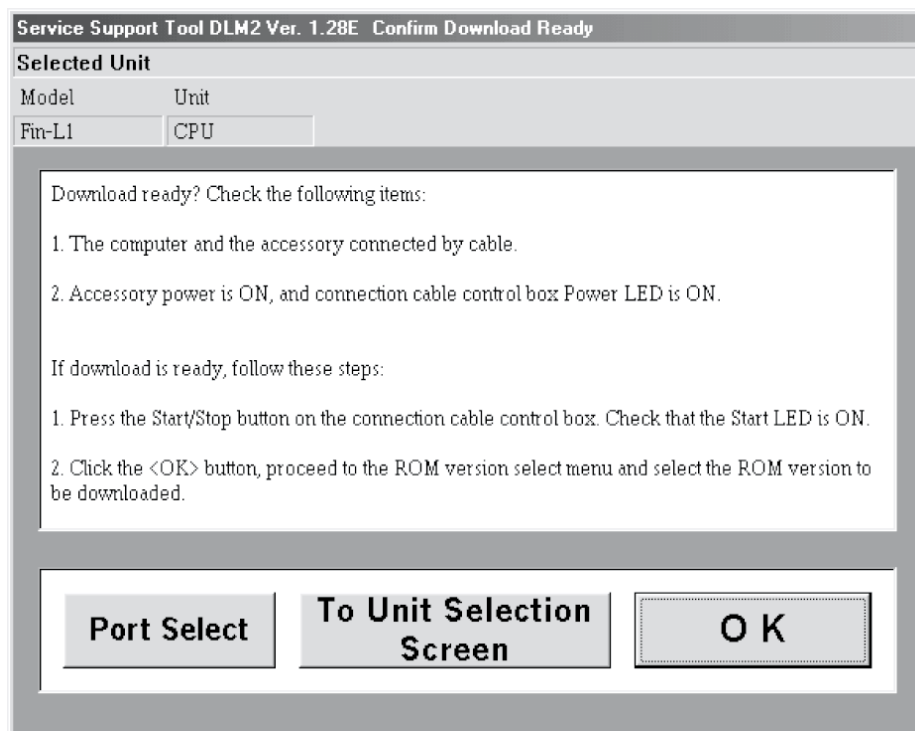 Service Support Tool DLM2 Ver. 1.28E Confirm Download Ready
Selected Unit
Model Unit
Fin-L1 CPU
Download ready? Check the following items:
1. The computer and the accessory connected by cable.
2. Accessory power is ON, and connection cable control box Power LED is ON.
If download is ready, follow these steps:
1. Press the Start/Stop button on the connection cable control box. Check that the Start LED is ON.
2. Click the <OK> button, proceed to the ROM version select menu and select the ROM version to
be downloaded.
Port Select
To Unit Selection
Screen
O K